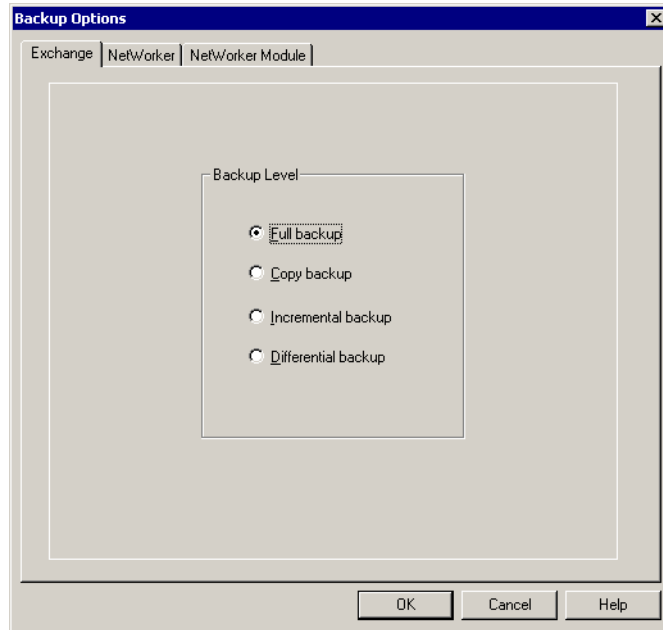 Backup Options
Exchange NetWorker NetWorker Module
Backup Level
Full backup
Copy backup
Incremental backup
Differential backup
OK Cancel Help